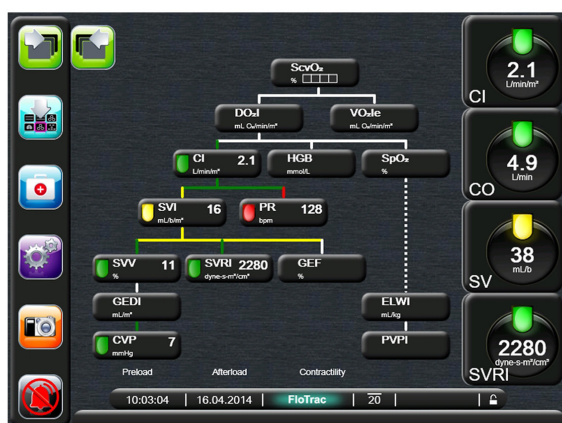 ScvO₂
%
DO₂I
mL O₂/min/m²
VO₂Ie
mL O₂/min/m²
CI 2.1
L/min/m²
HGB
mmol/L
SpO₂
%
SVI 16
mL/b/m²
PR 128
bpm
SVV 11
%
SVRI 2280
dyne-s-m²/cm⁵
GEF
%
GEDI
mL/m²
ELWI
mL/kg
CVP 7
mmHg
PVPI
Preload Afterload Contractility
10:03:04 | 16.04.2014 | FloTrac | 20 | |
2.1
L/min/m²
CI
4.9
L/min
CO
38
mL/b
SV
2280
dyne-s-m²/cm⁵
SVRI